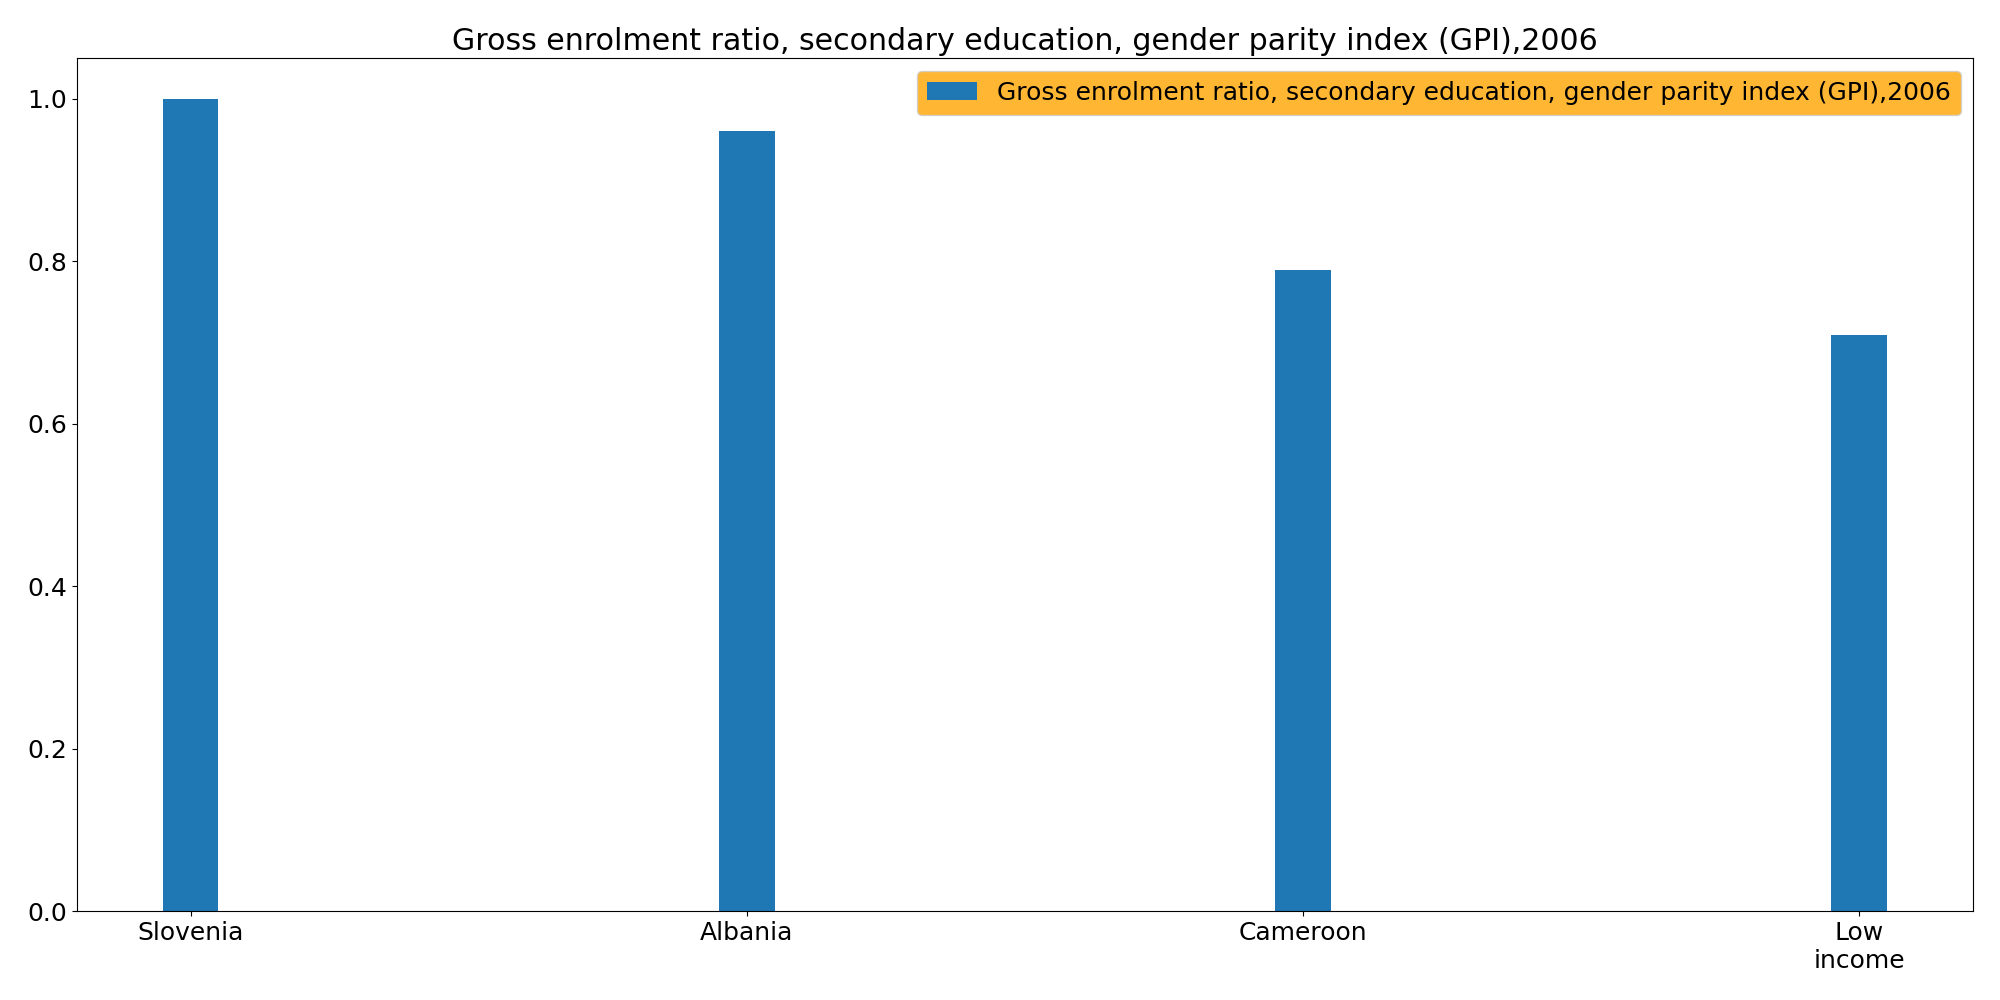 Gross enrolment ratio, secondary education, gender parity index (GPI),2006
Gross enrolment ratio, secondary education, gender parity index (GPI),2006
1.0
0.8
0.6
0.4
0.2
0.0
Slovenia
Albania
Cameroon
Low
income